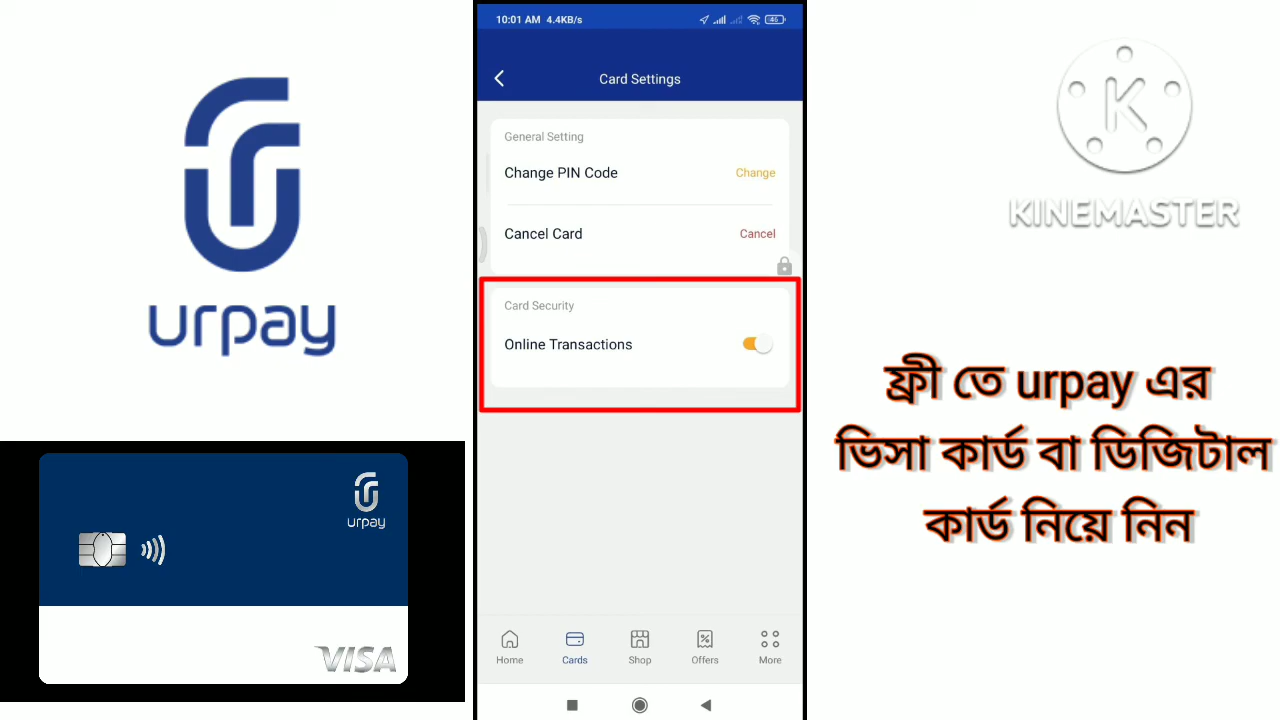 urpay
urpay
VISA
10:01 AM 4.4KB/s
46
Card Settings
General Setting
Change PIN Code
Change
Cancel Card
Cancel
Card Security
Online Transactions
Home
Cards
Shop
Offers
More
K
KINEMASTER
ফ্রী তে urpay এর
ভিসা কার্ড বা ডিজিটাল
কার্ড নিয়ে নিন